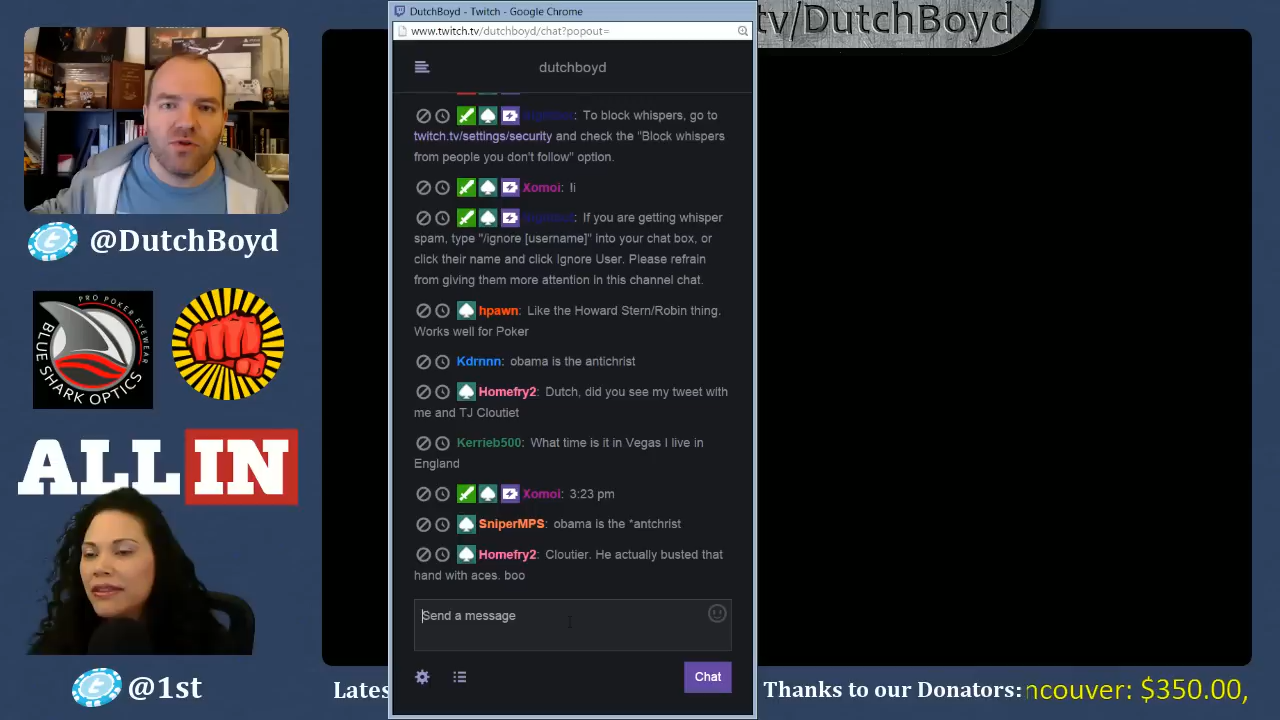 DutchBoyd - Twitch - Google Chrome
www.twitch.tv/dutchboyd/chat?popout=
tv/DutchBoyd
dutchboyd
: To block whispers, go to
twitch.tv/settings/security and check the "Block whispers
from people you don't follow" option.
Xomoi: !i
: If you are getting whisper
spam, type "/ignore [username]" into your chat box, or
click their name and click Ignore User. Please refrain
from giving them more attention in this channel chat.
hpawn: Like the Howard Stern/Robin thing.
Works well for Poker
Kdrnnn: obama is the antichrist
Homefry2: Dutch, did you see my tweet with
me and TJ Cloutiet
Kerrieb500: What time is it in Vegas I live in
England
Xomoi: 3:23 pm
SniperMPS: obama is the *antchrist
Homefry2: Cloutier. He actually busted that
hand with aces. boo
Send a message
Chat
@DutchBoyd
PRO POKER EYEWEAR
BLUE SHARK OPTICS
ALL IN
@1st
Lates
Thanks to our Donators: ncouver: $350.00,